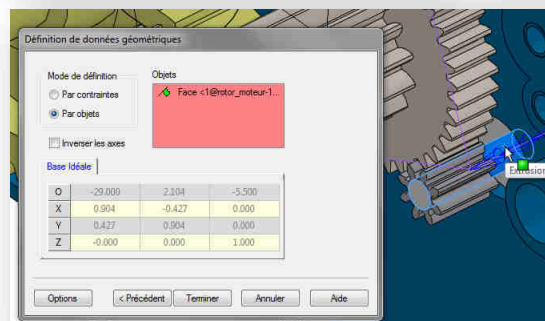 Définition de données géométriques
Mode de définition
Par contraintes
Par objets
Inverser les axes
Objets
Face <1@rotor_moteur-1...
Base Idéale
O -29.000 2.104 -5.500
X 0.904 -0.427 0.000
Y 0.427 0.904 0.000
Z -0.000 0.000 1.000
Options
< Précédent
Terminer
Annuler
Aide
Extrusion